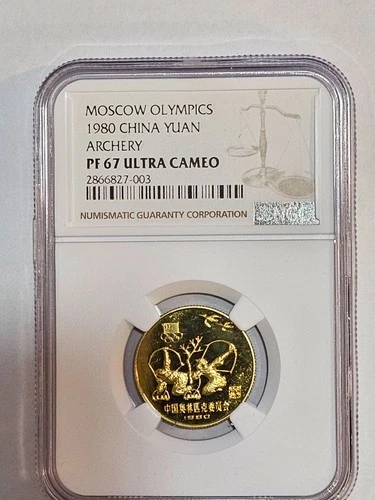 MOSCOW OLYMPICS
1980 CHINA YUAN
ARCHERY
PF 67 ULTRA CAMEO
2866827-003
NUMISMATIC GUARANTY CORPORATION
NGC
中国奥林匹克委员会
1980